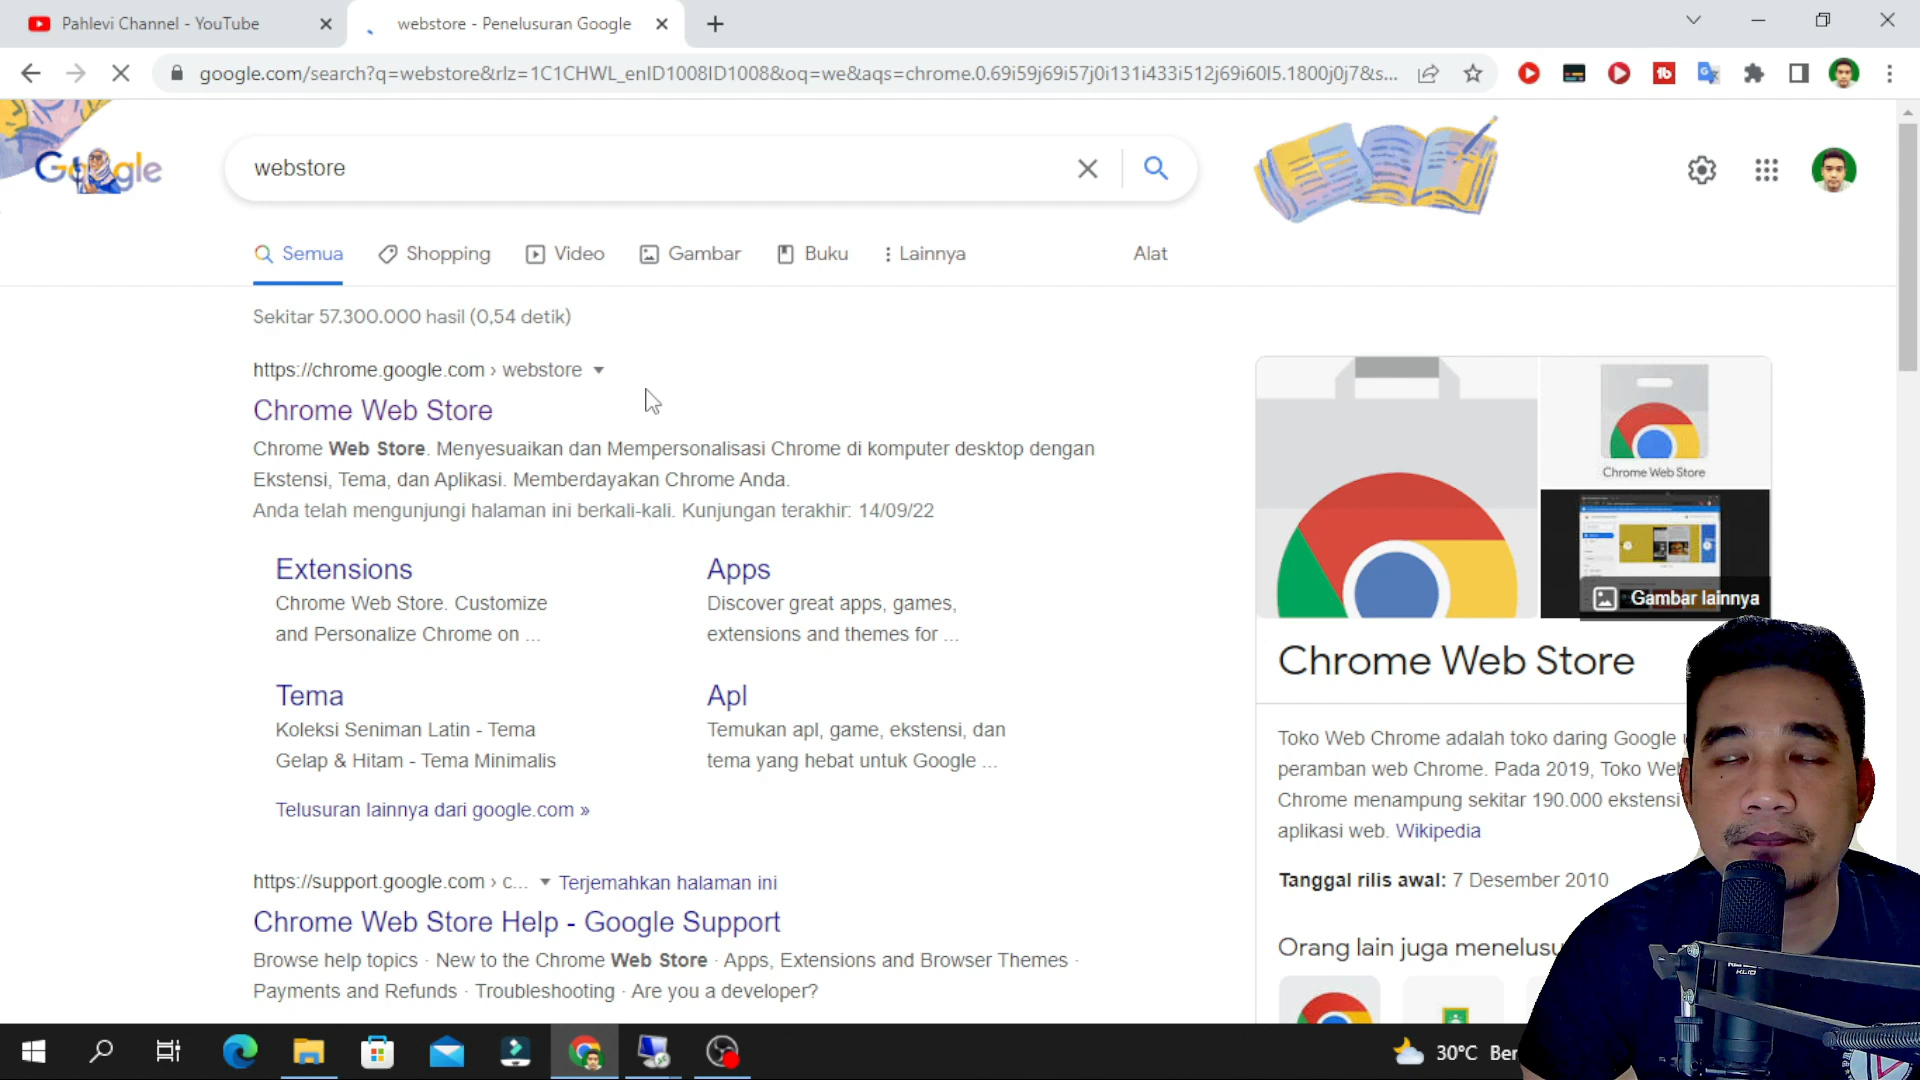 Pahlevi Channel - YouTube
webstore - Penelusuran Google
google.com/search?q=webstore&rlz=1C1CHWL_enID1008ID1008&oq=we&aqs=chrome.0.69i59j69i57j0i131i433i512j69i60l5.1800j0j7&s...
Google
webstore
Semua
Shopping
Video
Gambar
Buku
Lainnya
Alat
Sekitar 57.300.000 hasil (0,54 detik)
https://chrome.google.com › webstore
Chrome Web Store
Chrome Web Store. Menyesuaikan dan Mempersonalisasi Chrome di komputer desktop dengan
Ekstensi, Tema, dan Aplikasi. Memberdayakan Chrome Anda.
Anda telah mengunjungi halaman ini berkali-kali. Kunjungan terakhir: 14/09/22
Extensions
Chrome Web Store. Customize
and Personalize Chrome on ...
Apps
Discover great apps, games,
extensions and themes for ...
Tema
Koleksi Seniman Latin - Tema
Gelap & Hitam - Tema Minimalis
Apl
Temukan apl, game, ekstensi, dan
tema yang hebat untuk Google ...
Telusuran lainnya dari google.com »
https://support.google.com › c...
Terjemahkan halaman ini
Chrome Web Store Help - Google Support
Browse help topics · New to the Chrome Web Store · Apps, Extensions and Browser Themes ·
Payments and Refunds · Troubleshooting · Are you a developer?
Chrome Web Store
Gambar lainnya
Chrome Web Store
Toko Web Chrome adalah toko daring Google
peramban web Chrome. Pada 2019, Toko Web
Chrome menampung sekitar 190.000 ekstensi
aplikasi web. Wikipedia
Tanggal rilis awal: 7 Desember 2010
Orang lain juga menelusu
30°C Ber